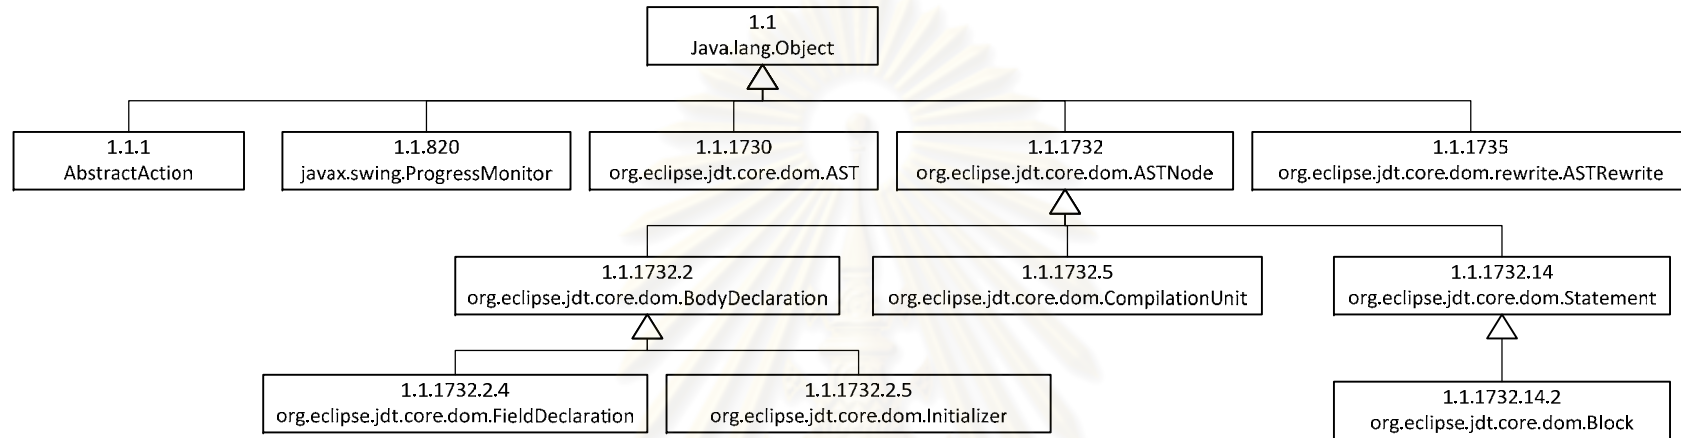 1.1
Java.lang.Object
1.1.1
AbstractAction
1.1.820
javax.swing.ProgressMonitor
1.1.1730
org.eclipse.jdt.core.dom.AST
1.1.1732
org.eclipse.jdt.core.dom.ASTNode
1.1.1735
org.eclipse.jdt.core.dom.rewrite.ASTRewrite
1.1.1732.2
org.eclipse.jdt.core.dom.BodyDeclaration
1.1.1732.5
org.eclipse.jdt.core.dom.CompilationUnit
1.1.1732.14
org.eclipse.jdt.core.dom.Statement
1.1.1732.2.4
org.eclipse.jdt.core.dom.FieldDeclaration
1.1.1732.2.5
org.eclipse.jdt.core.dom.Initializer
1.1.1732.14.2
org.eclipse.jdt.core.dom.Block